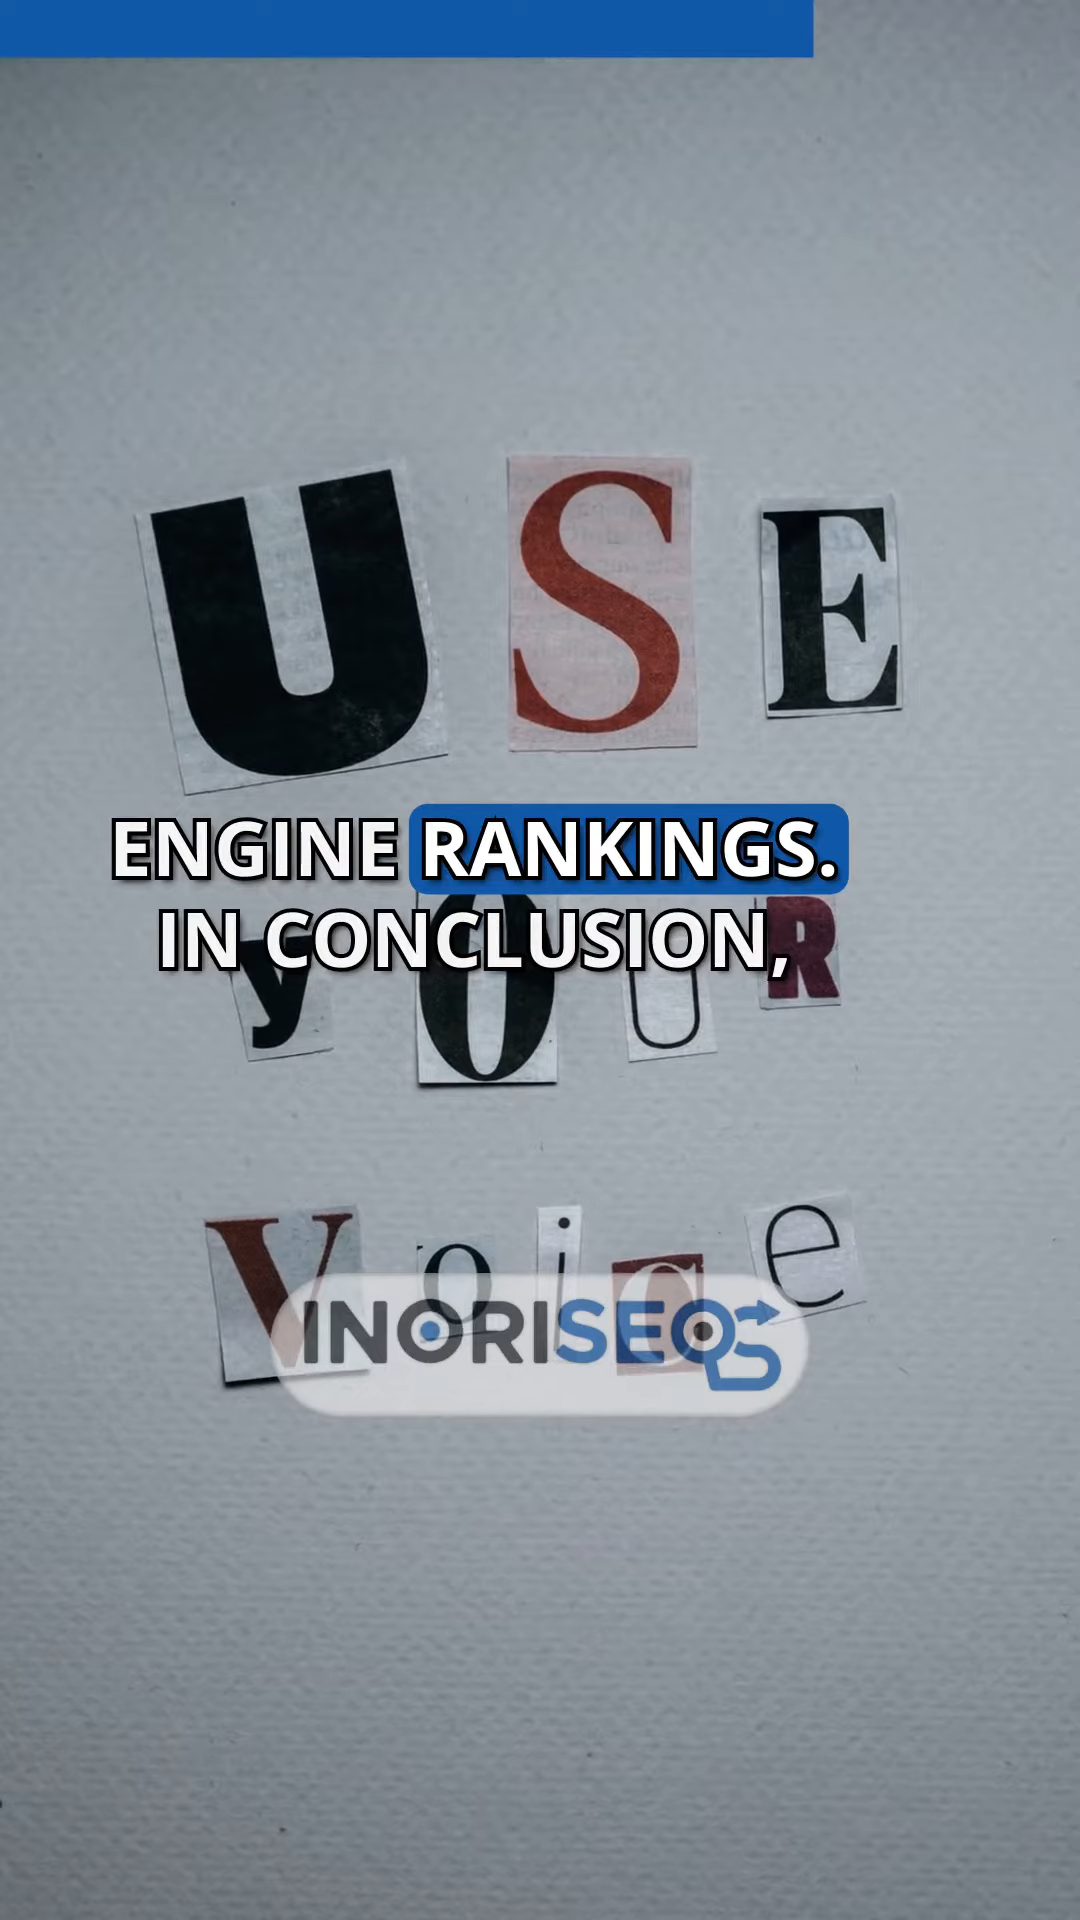 USE
ENGINE RANKINGS.
IN CONCLUSION,
yOUR
Voice
INORISEO